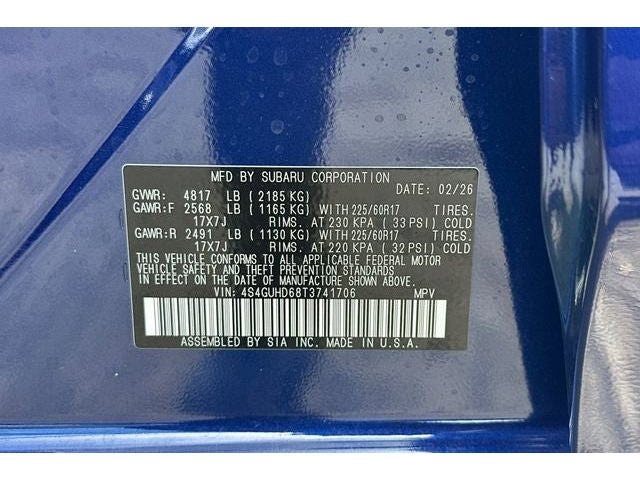 MFD BY SUBARU CORPORATION
DATE: 02/26
GVWR: 4817 LB ( 2185 KG)
GAWR:F 2568 LB ( 1165 KG) WITH 225/60R17 TIRES.
17X7J RIMS. AT 230 KPA ( 33 PSI) COLD
GAWR:R 2491 LB ( 1130 KG) WITH 225/60R17 TIRES.
17X7J RIMS. AT 220 KPA ( 32 PSI) COLD
THIS VEHICLE CONFORMS TO ALL APPLICABLE FEDERAL MOTOR
VEHICLE SAFETY AND THEFT PREVENTION STANDARDS
IN EFFECT ON THE DATE OF MANUFACTURE SHOWN ABOVE.
VIN: 4S4GUHD68T3741706 MPV
ASSEMBLED BY SIA INC. MADE IN U.S.A.